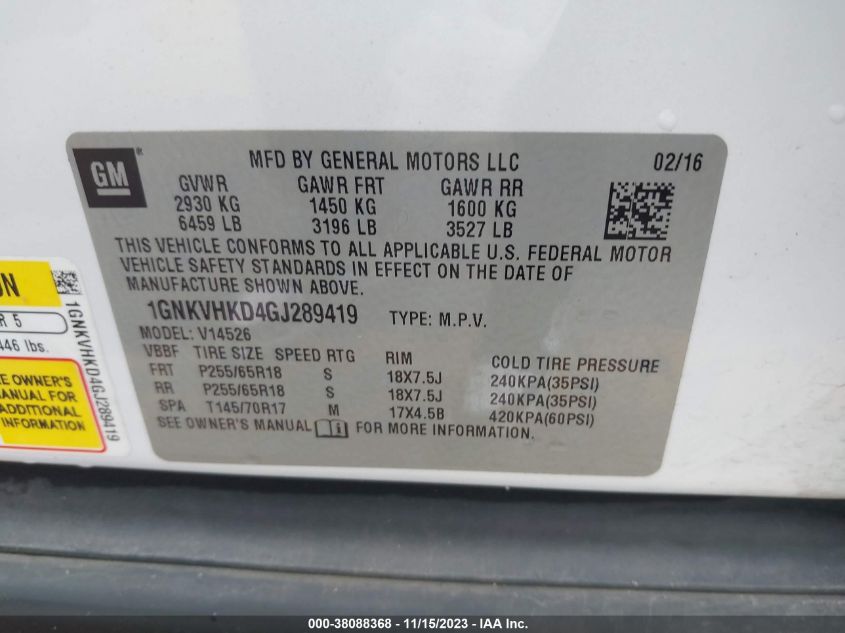 GM
MFD BY GENERAL MOTORS LLC 02/16
GVWR GAWR FRT GAWR RR
2930 KG 1450 KG 1600 KG
6459 LB 3196 LB 3527 LB
THIS VEHICLE CONFORMS TO ALL APPLICABLE U.S. FEDERAL MOTOR
VEHICLE SAFETY STANDARDS IN EFFECT ON THE DATE OF
MANUFACTURE SHOWN ABOVE.
1GNKVHKD4GJ289419 TYPE: M.P.V.
MODEL: V14526
VBBF TIRE SIZE SPEED RTG RIM COLD TIRE PRESSURE
FRT P255/65R18 S 18X7.5J 240KPA(35PSI)
RR P255/65R18 S 18X7.5J 240KPA(35PSI)
SPA T145/70R17 M 17X4.5B 420KPA(60PSI)
SEE OWNER'S MANUAL FOR MORE INFORMATION.
R 5
446 lbs.
OWNER'S
MANUAL FOR
INFORMATION
1GNKVHKD4GJ289419
000-38088368 - 11/15/2023 - IAA Inc.